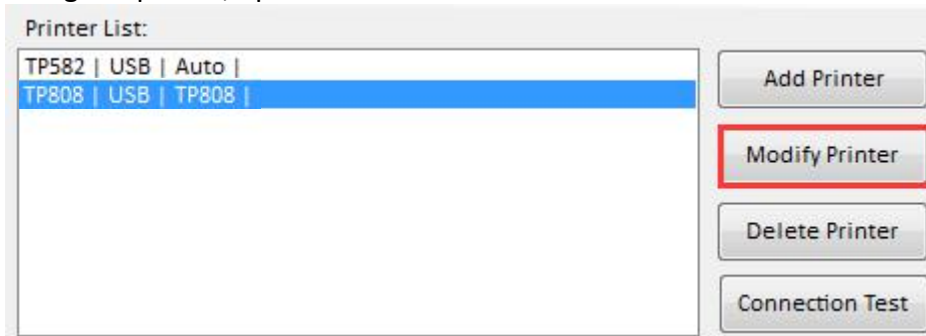 Printer List:
TP582 | USB | Auto |
TP808 | USB | TP808 |
Add Printer
Modify Printer
Delete Printer
Connection Test